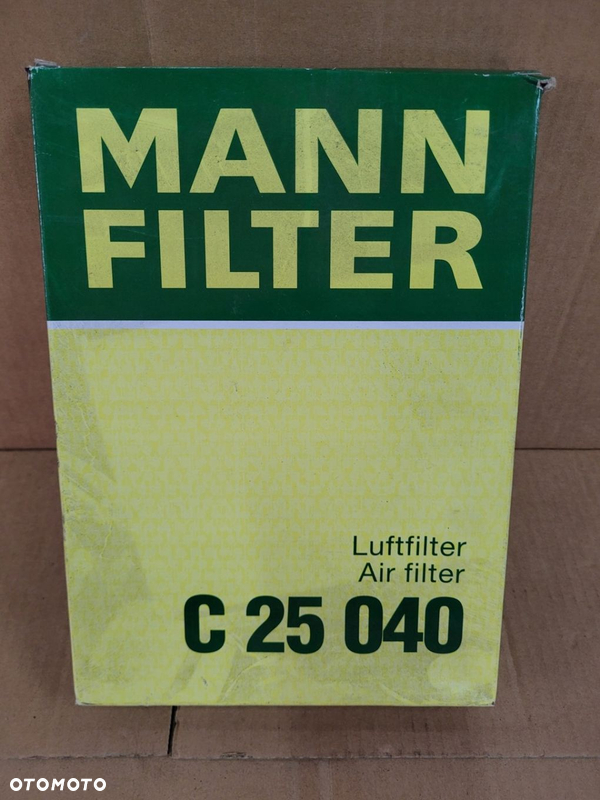 MANN
FILTER
Luftfilter
Air filter
C 25 040
OTOMOTO